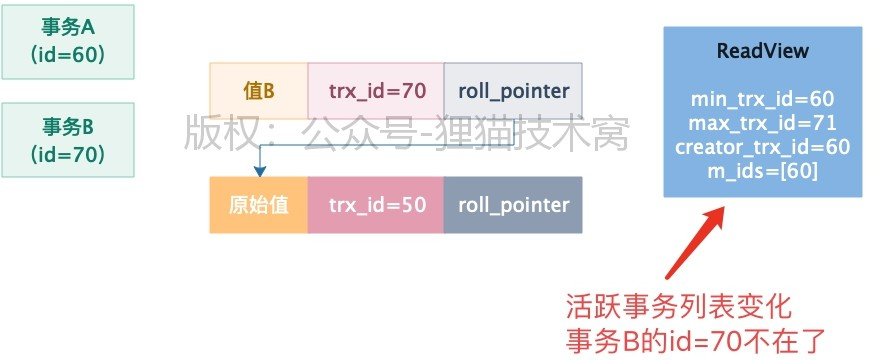 事务A
（id=60）
事务B
（id=70）
值B
trx_id=70
roll_pointer
版权：公众号-狸猫技术窝
原始值
trx_id=50
roll_pointer
ReadView
min_trx_id=60
max_trx_id=71
creator_trx_id=60
m_ids=[60]
活跃事务列表变化
事务B的id=70不在了